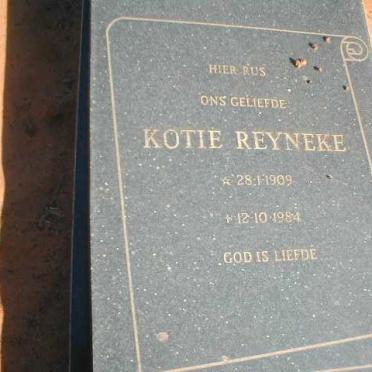 HIER RUS
ONS GELIEFDE
KOTIE REYNEKE
☆ 28·1·1909
✝ 12·10·1984
GOD IS LIEFDE